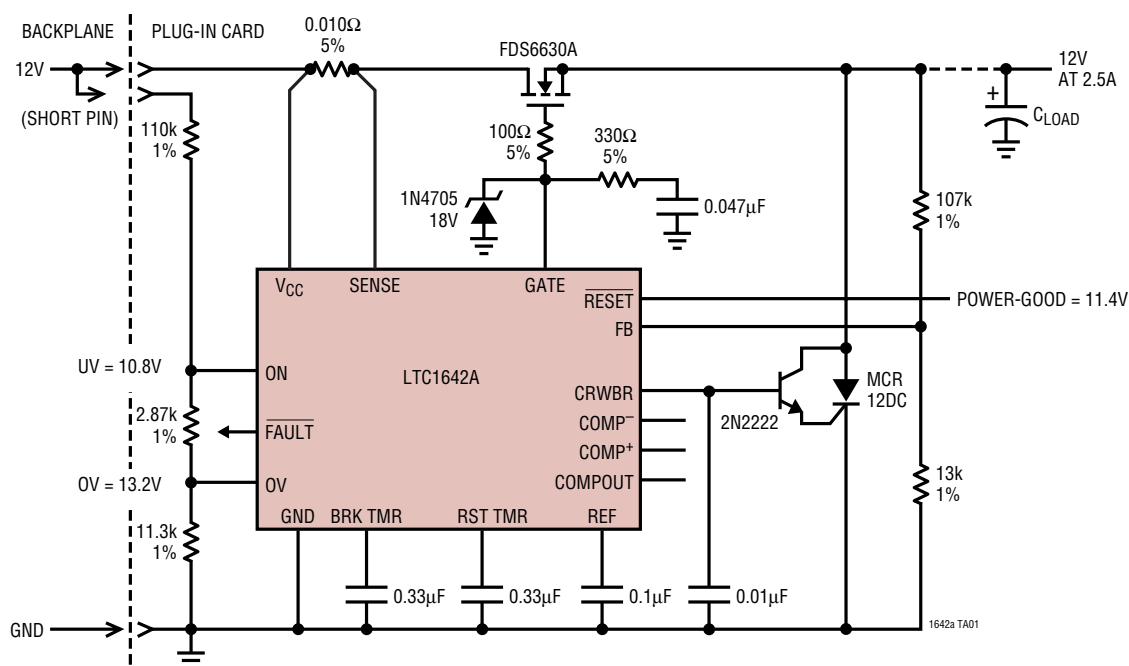 BACKPLANE
PLUG-IN CARD
0.010Ω
5%
FDS6630A
12V
(SHORT PIN)
12V
AT 2.5A
+
CLOAD
110k
1%
100Ω
5%
330Ω
5%
1N4705
18V
0.047µF
107k
1%
VCC
SENSE
GATE
RESET
POWER-GOOD = 11.4V
FB
UV = 10.8V
ON
LTC1642A
CRWBR
MCR
12DC
2N2222
2.87k
1%
FAULT
COMP–
COMP+
OV = 13.2V
OV
COMPOUT
13k
1%
11.3k
1%
GND
BRK TMR
RST TMR
REF
0.33µF
0.33µF
0.1µF
0.01µF
GND
1642a TA01